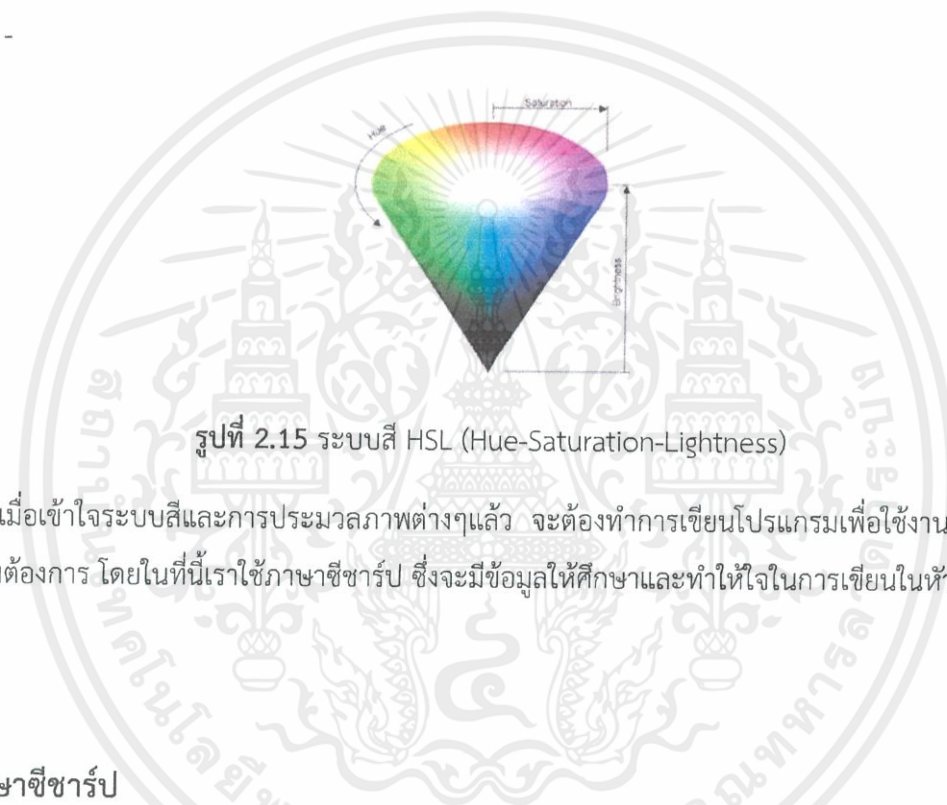 Saturation
Hue
Brightness
รูปที่ 2.15 ระบบสี HSL (Hue-Saturation-Lightness)
เมื่อเข้าใจระบบสีและการประมวลภาพต่างๆแล้ว จะต้องทำการเขียนโปรแกรมเพื่อใช้งาน
ต้องการ โดยในที่นี้เราใช้ภาษาซีชาร์ป ซึ่งจะมีข้อมูลให้ศึกษาและทำให้ใจในการเขียนในหั
ษาซีชาร์ป